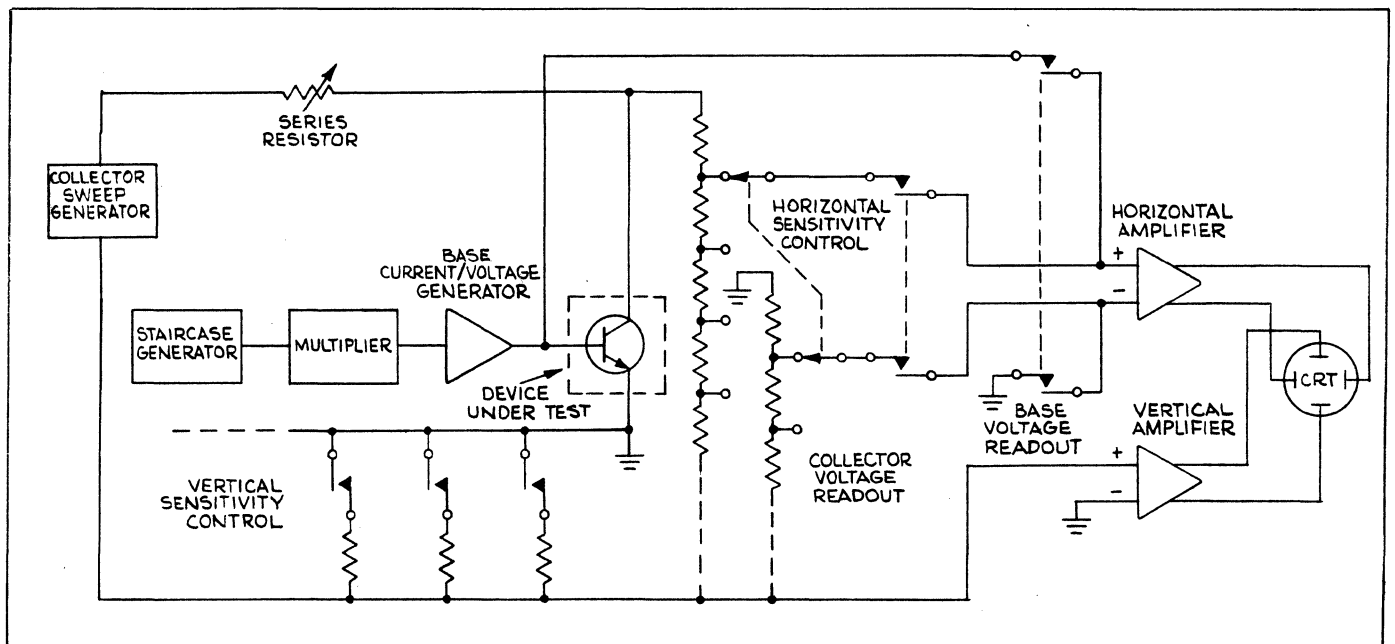 SERIES
RESISTOR
COLLECTOR
SWEEP
GENERATOR
HORIZONTAL
SENSITIVITY
CONTROL
HORIZONTAL
AMPLIFIER
+
−
BASE
CURRENT/VOLTAGE
GENERATOR
STAIRCASE
GENERATOR
MULTIPLIER
DEVICE
UNDER TEST
CRT
BASE
VOLTAGE
READOUT
VERTICAL
AMPLIFIER
+
−
COLLECTOR
VOLTAGE
READOUT
VERTICAL
SENSITIVITY
CONTROL